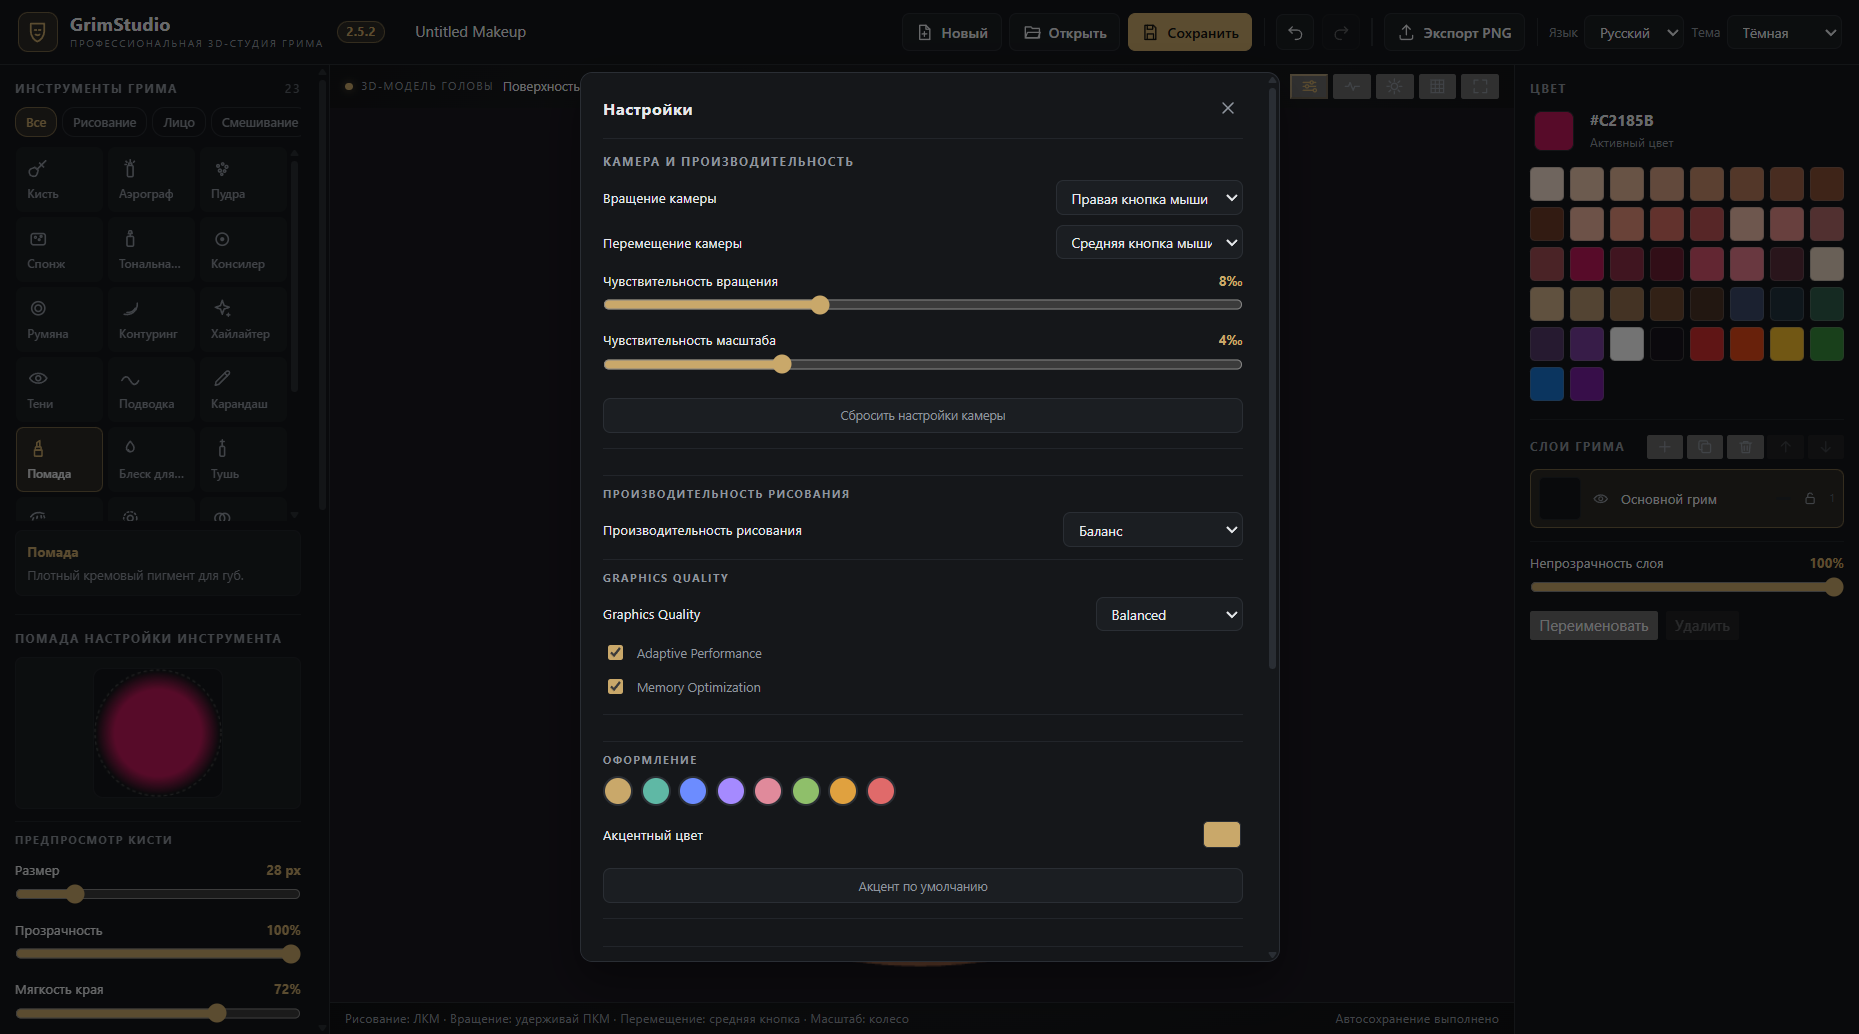 GrimStudio
ПРОФЕССИОНАЛЬНАЯ 3D-СТУДИЯ ГРИМА
2.5.2
Untitled Makeup
Новый
Открыть
Сохранить
Экспорт PNG
Язык
Русский
Тема
Тёмная
ИНСТРУМЕНТЫ ГРИМА
23
Все
Рисование
Лицо
Смешивание
Кисть
Аэрограф
Пудра
Спонж
Тональна...
Консилер
Румяна
Контуринг
Хайлайтер
Тени
Подводка
Карандаш
Помада
Блеск для...
Тушь
Помада
Плотный кремовый пигмент для губ.
ПОМАДА НАСТРОЙКИ ИНСТРУМЕНТА
ПРЕДПРОСМОТР КИСТИ
Размер
28 px
Прозрачность
100%
Мягкость края
72%
3D-МОДЕЛЬ ГОЛОВЫ
Поверхность
Настройки
КАМЕРА И ПРОИЗВОДИТЕЛЬНОСТЬ
Вращение камеры
Правая кнопка мыши
Перемещение камеры
Средняя кнопка мыши
Чувствительность вращения
8‰
Чувствительность масштаба
4‰
Сбросить настройки камеры
ПРОИЗВОДИТЕЛЬНОСТЬ РИСОВАНИЯ
Производительность рисования
Баланс
GRAPHICS QUALITY
Graphics Quality
Balanced
Adaptive Performance
Memory Optimization
ОФОРМЛЕНИЕ
Акцентный цвет
Акцент по умолчанию
ЦВЕТ
#C2185B
Активный цвет
СЛОИ ГРИМА
Основной грим
1
Непрозрачность слоя
100%
Переименовать
Удалить
Рисование: ЛКМ · Вращение: удерживай ПКМ · Перемещение: средняя кнопка · Масштаб: колесо
Автосохранение выполнено